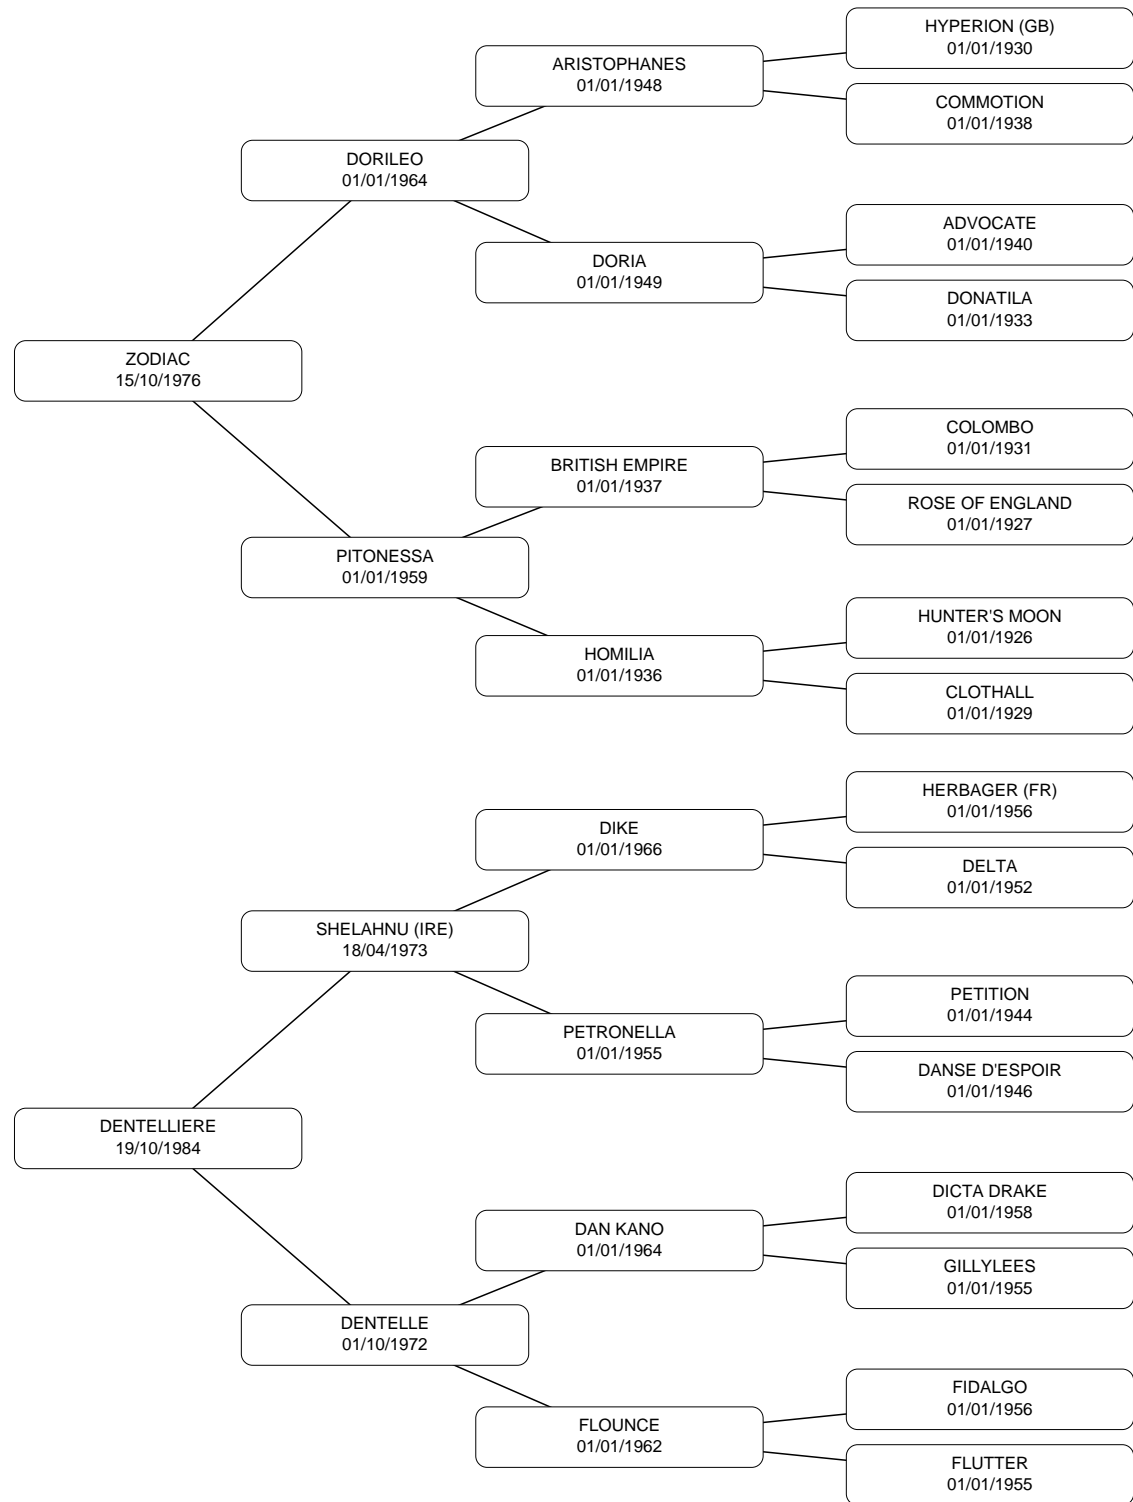 HYPERION (GB)
01/01/1930
ARISTOPHANES
01/01/1948
COMMOTION
01/01/1938
DORILEO
01/01/1964
ADVOCATE
01/01/1940
DORIA
01/01/1949
DONATILA
01/01/1933
ZODIAC
15/10/1976
COLOMBO
01/01/1931
BRITISH EMPIRE
01/01/1937
ROSE OF ENGLAND
01/01/1927
PITONESSA
01/01/1959
HUNTER'S MOON
01/01/1926
HOMILIA
01/01/1936
CLOTHALL
01/01/1929
HERBAGER (FR)
01/01/1956
DIKE
01/01/1966
DELTA
01/01/1952
SHELAHNU (IRE)
18/04/1973
PETITION
01/01/1944
PETRONELLA
01/01/1955
DANSE D'ESPOIR
01/01/1946
DENTELLIERE
19/10/1984
DICTA DRAKE
01/01/1958
DAN KANO
01/01/1964
GILLYLEES
01/01/1955
DENTELLE
01/10/1972
FIDALGO
01/01/1956
FLOUNCE
01/01/1962
FLUTTER
01/01/1955